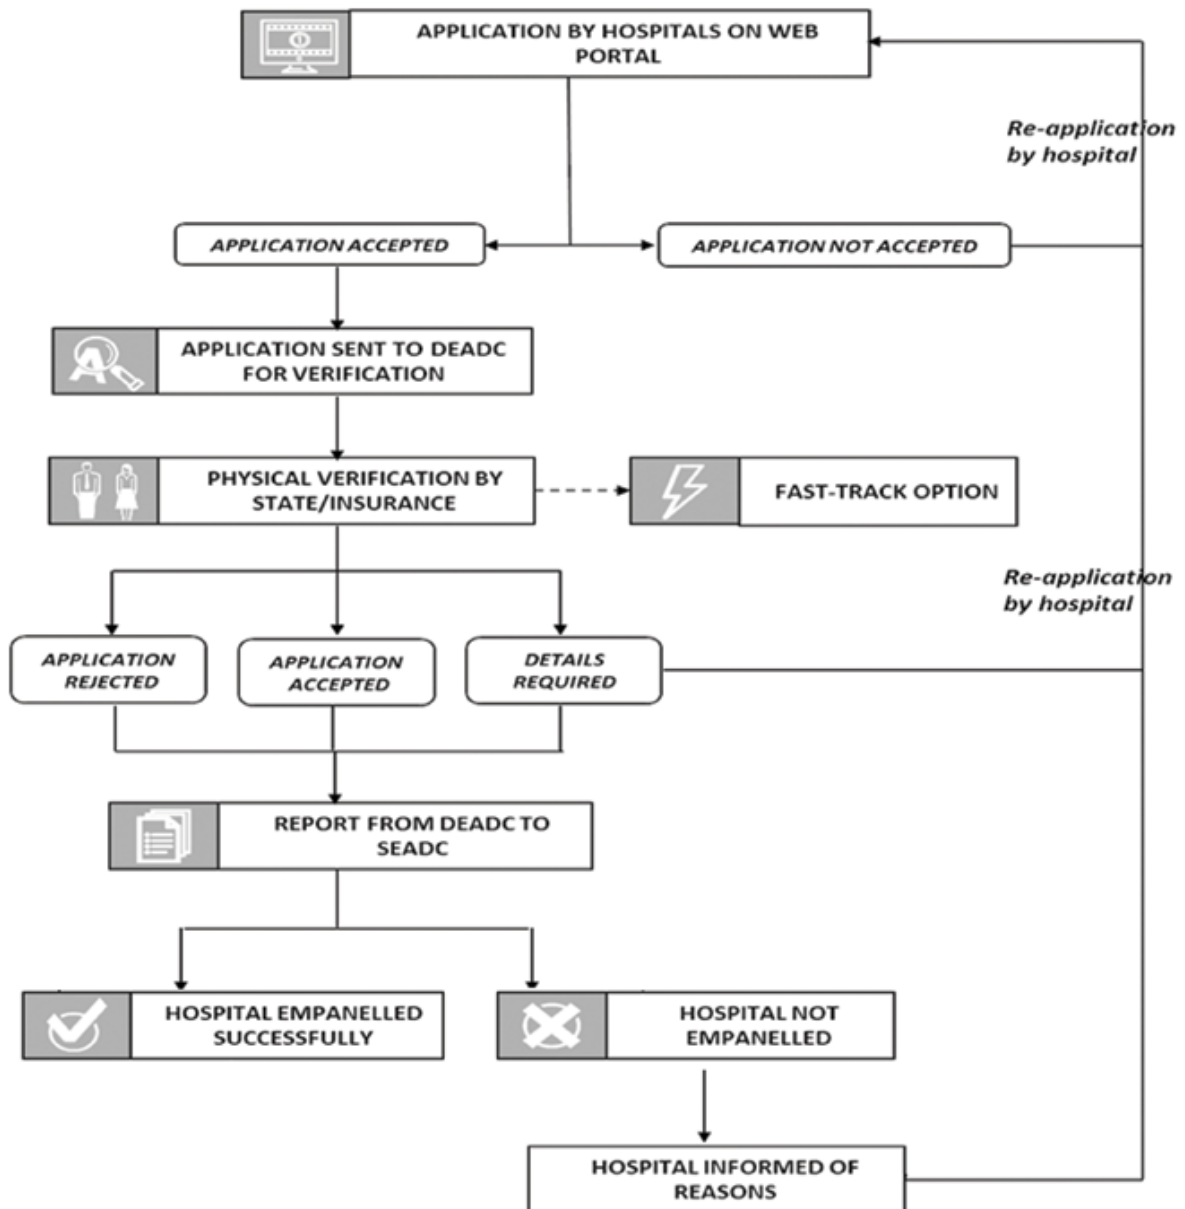 APPLICATION BY HOSPITALS ON WEB
PORTAL
Re-application
by hospital
APPLICATION ACCEPTED
APPLICATION NOT ACCEPTED
APPLICATION SENT TO DEADC
FOR VERIFICATION
PHYSICAL VERIFICATION BY
STATE/INSURANCE
FAST-TRACK OPTION
Re-application
by hospital
APPLICATION
REJECTED
APPLICATION
ACCEPTED
DETAILS
REQUIRED
REPORT FROM DEADC TO
SEADC
HOSPITAL EMPANELLED
SUCCESSFULLY
HOSPITAL NOT
EMPANELLED
HOSPITAL INFORMED OF
REASONS